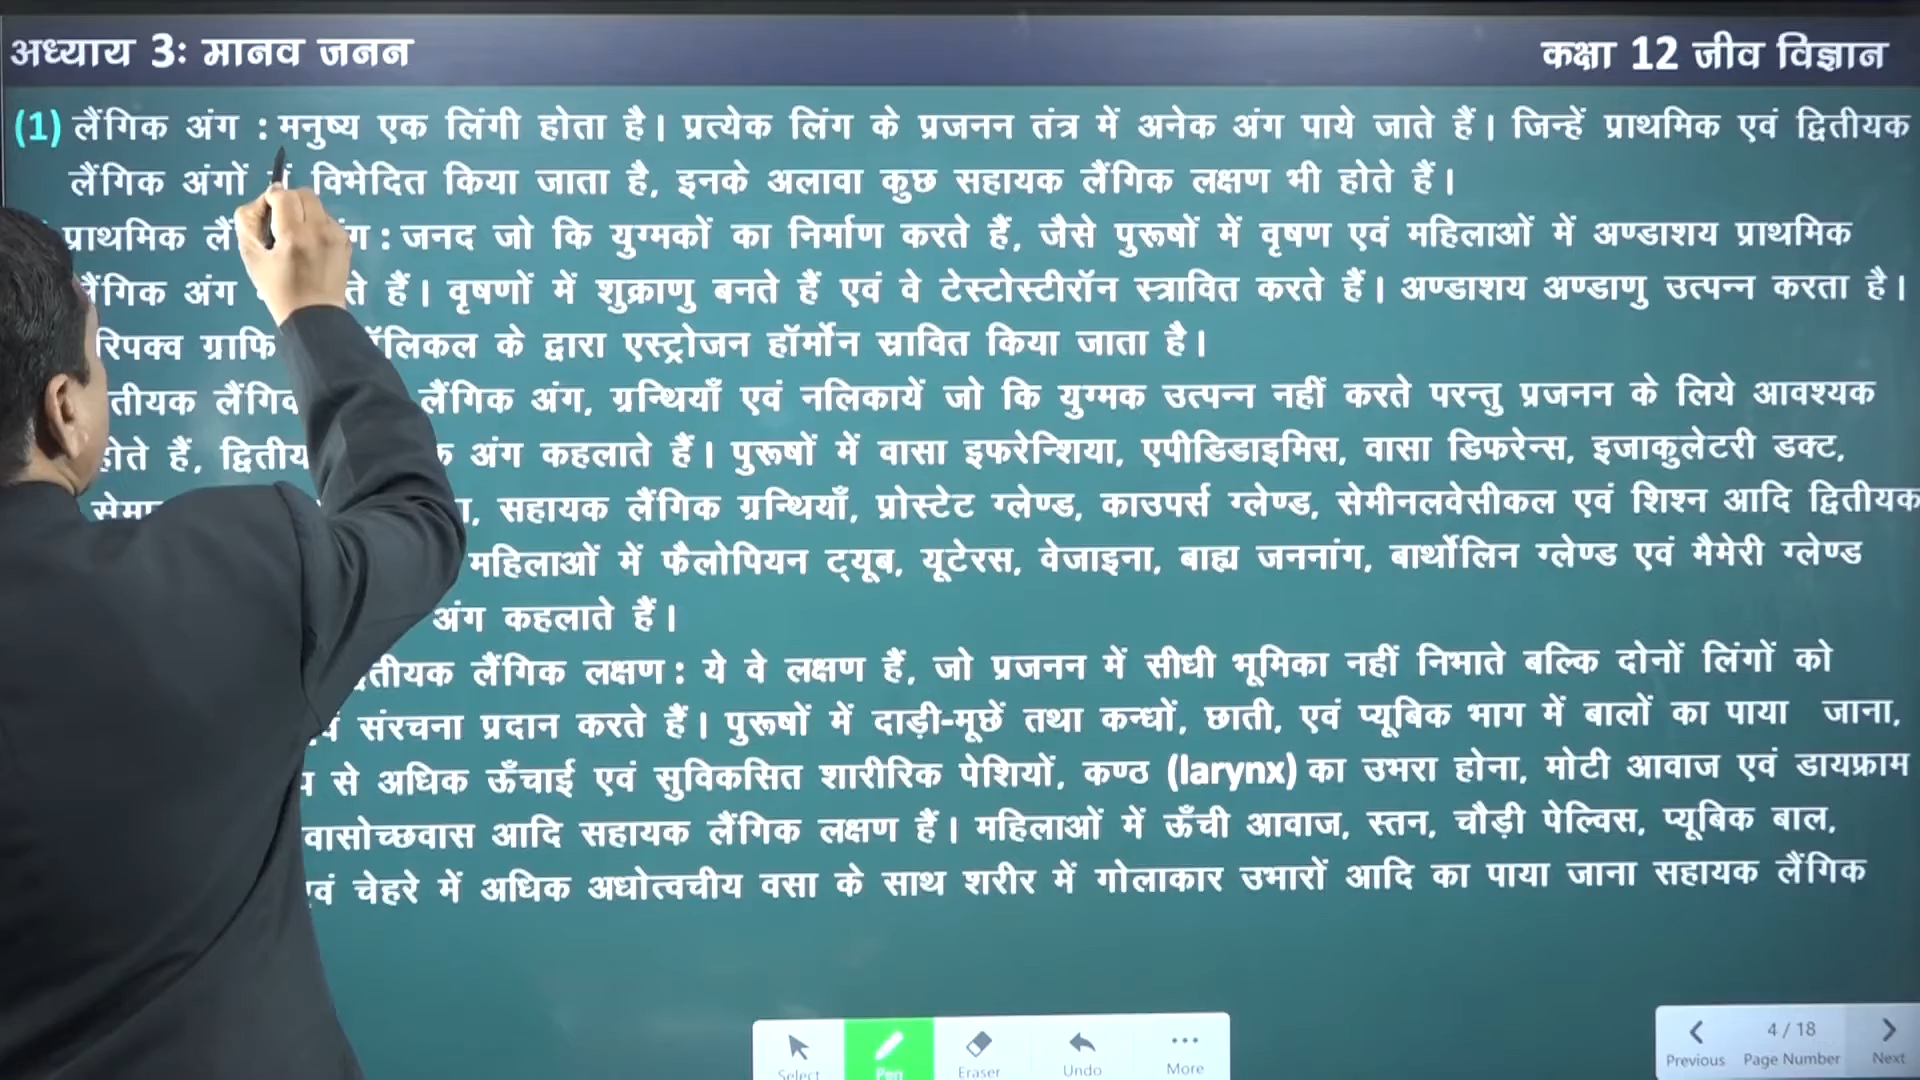 अध्याय 3: मानव जनन
कक्षा 12 जीव विज्ञान
(1) लैंगिक अंग : मनुष्य एक लिंगी होता है। प्रत्येक लिंग के प्रजनन तंत्र में अनेक अंग पाये जाते हैं। जिन्हें प्राथमिक एवं द्वितीयक
लैंगिक अंगों विभेदित किया जाता है, इनके अलावा कुछ सहायक लैंगिक लक्षण भी होते हैं।
प्राथमिक : जनद जो कि युग्मकों का निर्माण करते हैं, जैसे पुरूषों में वृषण एवं महिलाओं में अण्डाशय प्राथमिक
लैंगिक अंग हैं। वृषणों में शुक्राणु बनते हैं एवं वे टेस्टोस्टीरॉन स्त्रावित करते हैं। अण्डाशय अण्डाणु उत्पन्न करता है।
के द्वारा एस्ट्रोजन हॉर्मोन स्रावित किया जाता है।
लैंगिक अंग, ग्रन्थियाँ एवं नलिकायें जो कि युग्मक उत्पन्न नहीं करते परन्तु प्रजनन के लिये आवश्यक
होते हैं, अंग कहलाते हैं। पुरूषों में वासा इफरेन्शिया, एपीडिडाइमिस, वासा डिफरेन्स, इजाकुलेटरी डक्ट,
सहायक लैंगिक ग्रन्थियाँ, प्रोस्टेट ग्लेण्ड, काउपर्स ग्लेण्ड, सेमीनलवेसीकल एवं शिश्न आदि द्वितीयक
महिलाओं में फैलोपियन ट्यूब, यूटेरस, वेजाइना, बाह्य जननांग, बार्थोलिन ग्लेण्ड एवं मैमेरी ग्लेण्ड
अंग कहलाते हैं।
लैंगिक लक्षण : ये वे लक्षण हैं, जो प्रजनन में सीधी भूमिका नहीं निभाते बल्कि दोनों लिंगों को
संरचना प्रदान करते हैं। पुरूषों में दाड़ी-मूछें तथा कन्धों, छाती, एवं प्यूबिक भाग में बालों का पाया जाना,
से अधिक ऊँचाई एवं सुविकसित शारीरिक पेशियों, कण्ठ (larynx) का उभरा होना, मोटी आवाज एवं डायफ्राम
आदि सहायक लैंगिक लक्षण हैं। महिलाओं में ऊँची आवाज, स्तन, चौड़ी पेल्विस, प्यूबिक बाल,
चेहरे में अधिक अधोत्वचीय वसा के साथ शरीर में गोलाकार उभारों आदि का पाया जाना सहायक लैंगिक
Select Pen Eraser Undo More
4 / 18
Previous Page Number Next